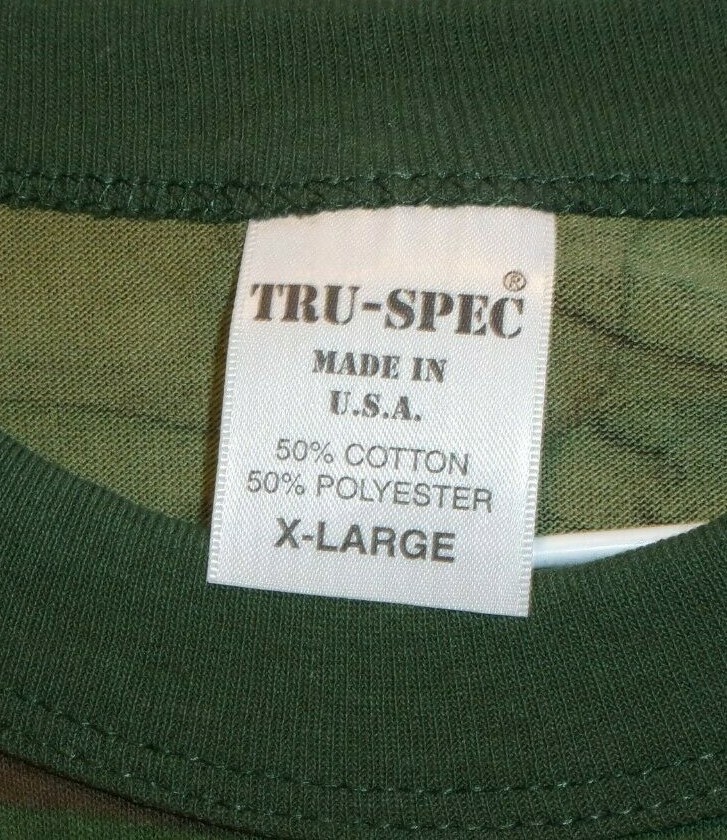 TRU-SPEC®
MADE IN
U.S.A.
50% COTTON
50% POLYESTER
X-LARGE